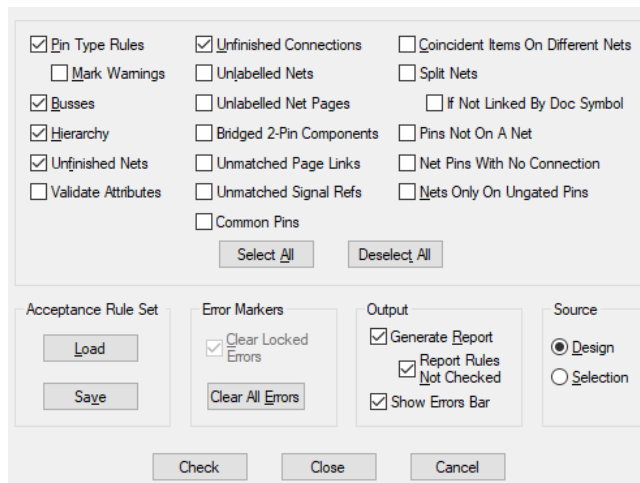 Pin Type Rules
Mark Warnings
Busses
Hierarchy
Unfinished Nets
Validate Attributes
Unfinished Connections
Unlabelled Nets
Unlabelled Net Pages
Bridged 2-Pin Components
Unmatched Page Links
Unmatched Signal Refs
Common Pins
Coincident Items On Different Nets
Split Nets
If Not Linked By Doc Symbol
Pins Not On A Net
Net Pins With No Connection
Nets Only On Ungated Pins
Select All
Deselect All
Acceptance Rule Set
Load
Save
Error Markers
Clear Locked
Errors
Clear All Errors
Output
Generate Report
Report Rules
Not Checked
Show Errors Bar
Source
Design
Selection
Check
Close
Cancel